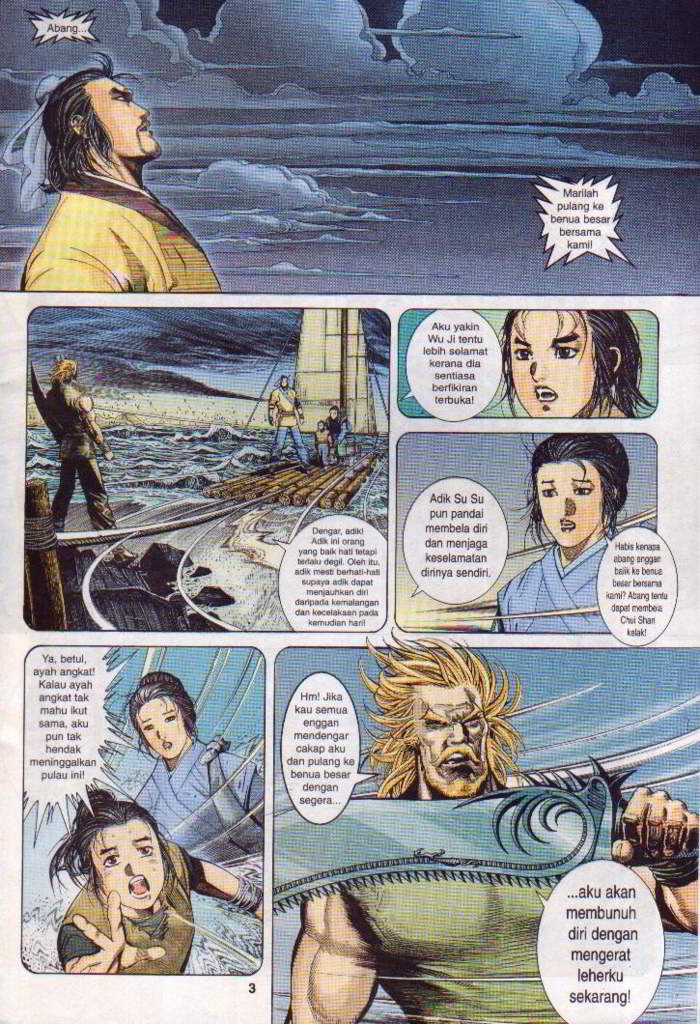 Abang...
Marilah
pulang ke
benua besar
bersama
kami!
Dengar, adik!
Adik ini orang
yang baik hati tetapi
terlalu degil. Oleh itu,
adik mesti berhati-hati
supaya adik dapat
menjauhkan diri
daripada kemalangan
dan kecelakaan pada
kemudian hari!
Aku yakin
Wu Ji tentu
lebih selamat
kerana dia
sentiasa
berfikiran
terbuka!
Adik Su Su
pun pandai
membela diri
dan menjaga
keselamatan
dirinya sendiri.
Habis kenapa
abang enggan
balik ke benua
besar bersama
kami? Abang tentu
dapat membela
Chui Shan
kelak!
Ya, betul,
ayah angkat!
Kalau ayah
angkat tak
mahu ikut
sama, aku
pun tak
hendak
meninggalkan
pulau ini!
Hm! Jika
kau semua
enggan
mendengar
cakap aku
dan pulang ke
benua besar
dengan
segera...
...aku akan
membunuh
diri dengan
mengerat
leherku
sekarang!
3